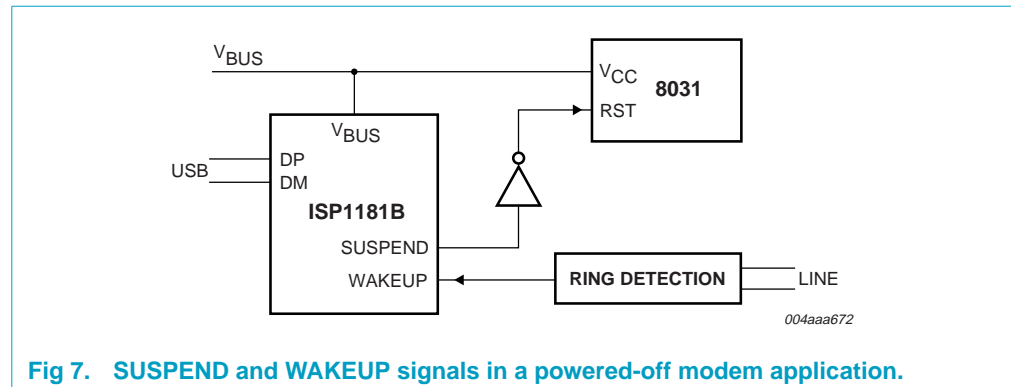 VBUS
VCC
8031
RST
VBUS
DP
USB
DM
ISP1181B
SUSPEND
WAKEUP
RING DETECTION
LINE
004aaa672
Fig 7. SUSPEND and WAKEUP signals in a powered-off modem application.